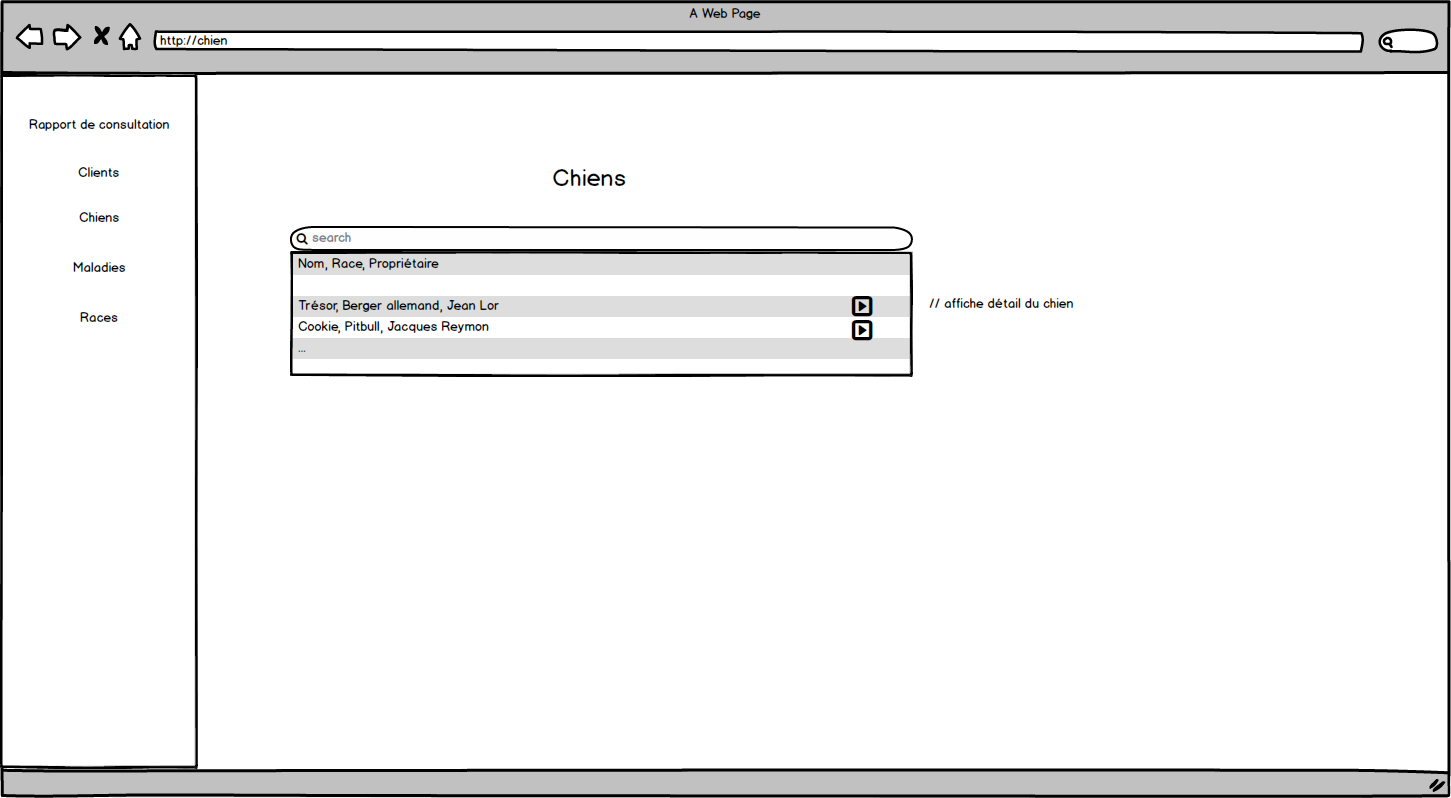 A Web Page
http://chien
Rapport de consultation
Clients
Chiens
Maladies
Races
Chiens
search
Nom, Race, Propriétaire
Trésor, Berger allemand, Jean Lor
Cookie, Pitbull, Jacques Reymon
...
// affiche détail du chien